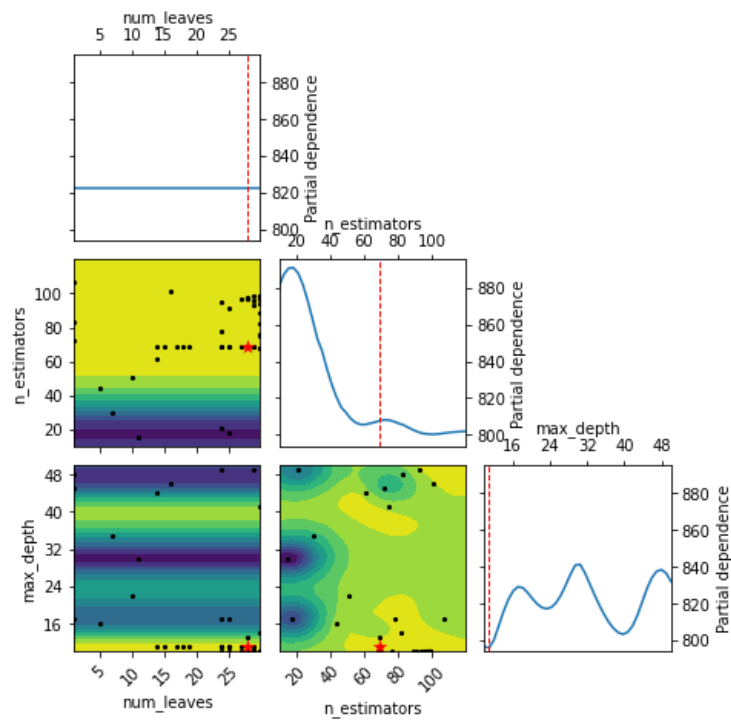 num_leaves
5 10 15 20 25
880
860
840
820
800
Partial dependence
n_estimators
20 40 60 80 100
n_estimators
100
80
60
40
20
880
860
840
820
800
Partial dependence
max_depth
16 24 32 40 48
max_depth
48
40
32
24
16
880
860
840
820
800
Partial dependence
5 10 15 20 25
num_leaves
20 40 60 80 100
n_estimators